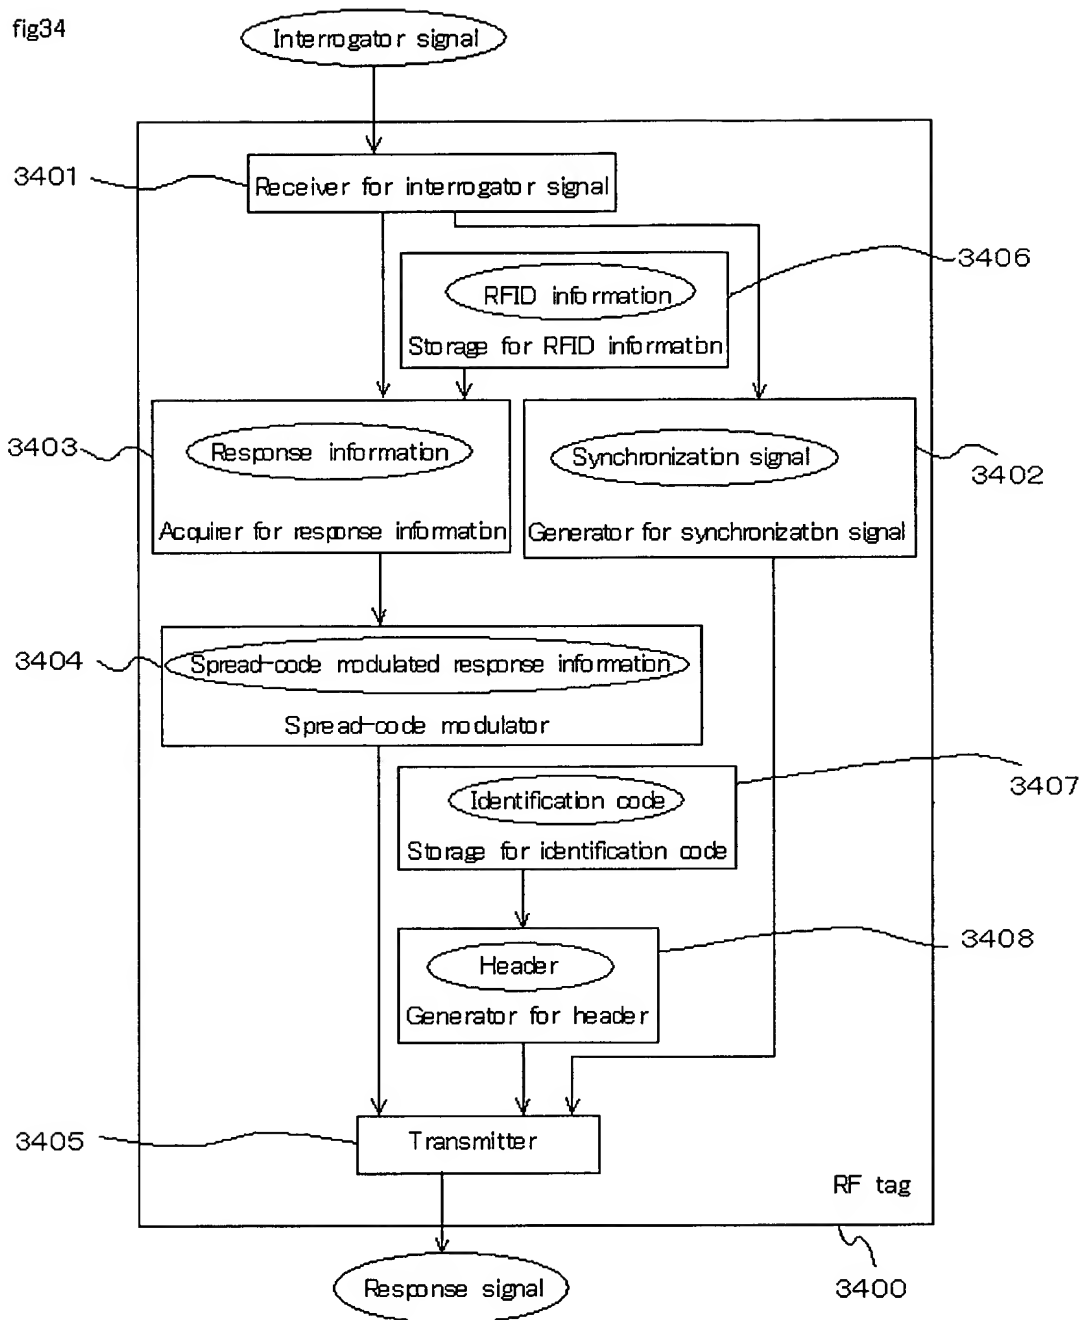 fig34
Interrogator signal
3401
Receiver for interrogator signal
3406
RFID information
Storage for RFID information
3403
Response information
Acquirer for response information
Synchronization signal
Generator for synchronization signal
3402
3404
Spread-code modulated response information
Spread-code modulator
3407
Identification code
Storage for identification code
3408
Header
Generator for header
3405
Transmitter
RF tag
3400
Response signal